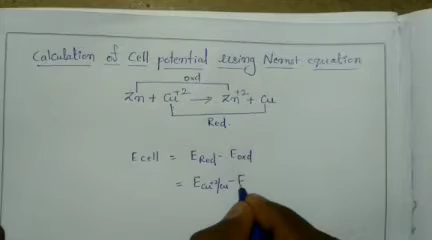 Calculation of Cell potential using Nernst equation
oxd
Zn + Cu+2 → Zn+2 + Cu
Red.
E cell = ERed - Eoxd
= ECu+2/Cu - E